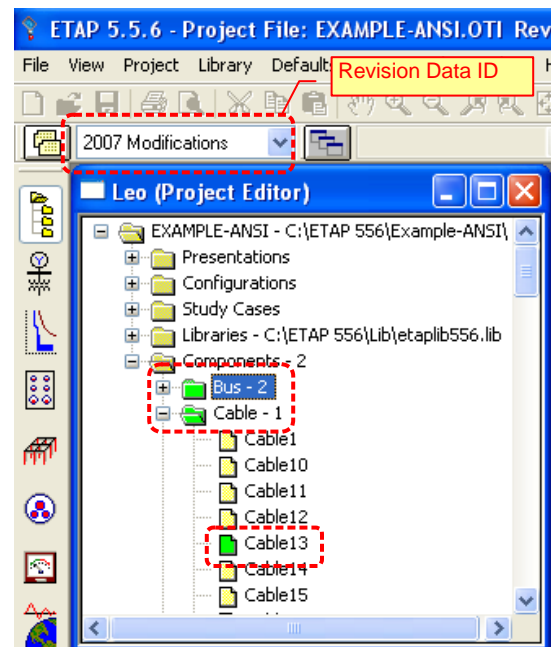 ETAP 5.5.6 - Project File: EXAMPLE-ANSI.OTI Rev
File View Project Library Default
Revision Data ID
2007 Modifications
Leo (Project Editor)
EXAMPLE-ANSI - C:\ETAP 556\Example-ANSI\
Presentations
Configurations
Study Cases
Libraries - C:\ETAP 556\Lib\etaplib556.lib
Components - 2
Bus - 2
Cable - 1
Cable1
Cable10
Cable11
Cable12
Cable13
Cable14
Cable15